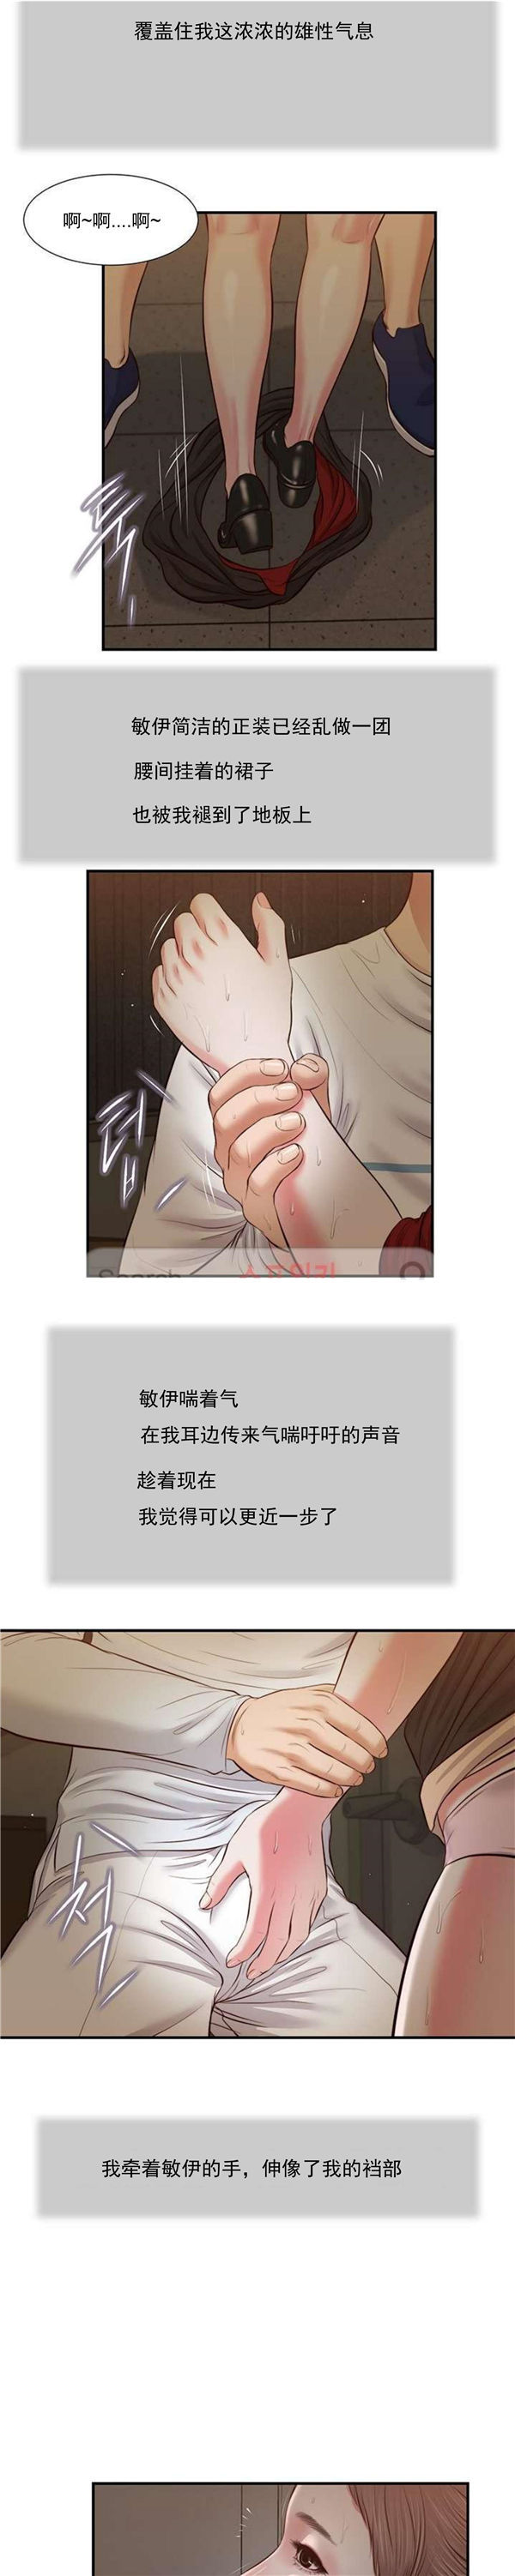 覆盖住我这浓浓的雄性气息
啊~啊....啊~
툭
敏伊简洁的正装已经乱做一团
腰间挂着的裙子
也被我褪到了地板上
텁
Search
敏伊喘着气
在我耳边传来气喘吁吁的声音
趁着现在
我觉得可以更近一步了
척
我牵着敏伊的手，伸像了我的裆部